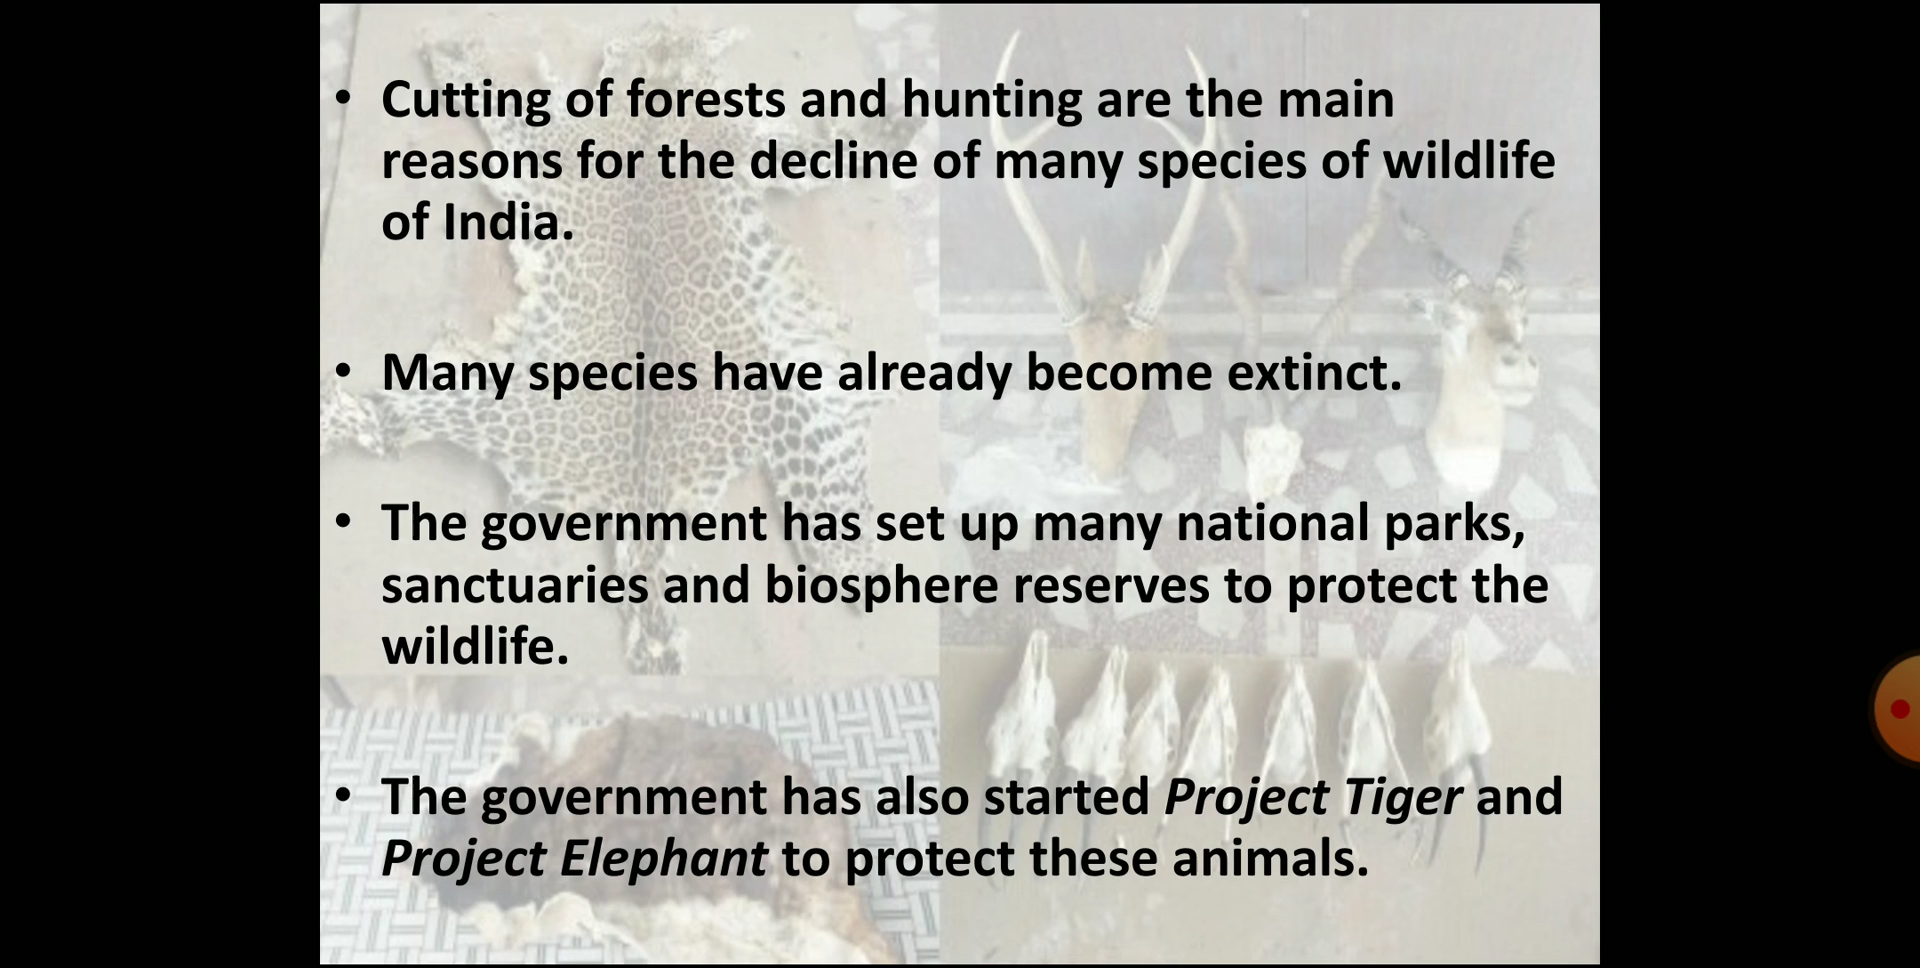 • Cutting of forests and hunting are the main
reasons for the decline of many species of wildlife
of India.
• Many species have already become extinct.
• The government has set up many national parks,
sanctuaries and biosphere reserves to protect the
wildlife.
• The government has also started Project Tiger and
Project Elephant to protect these animals.